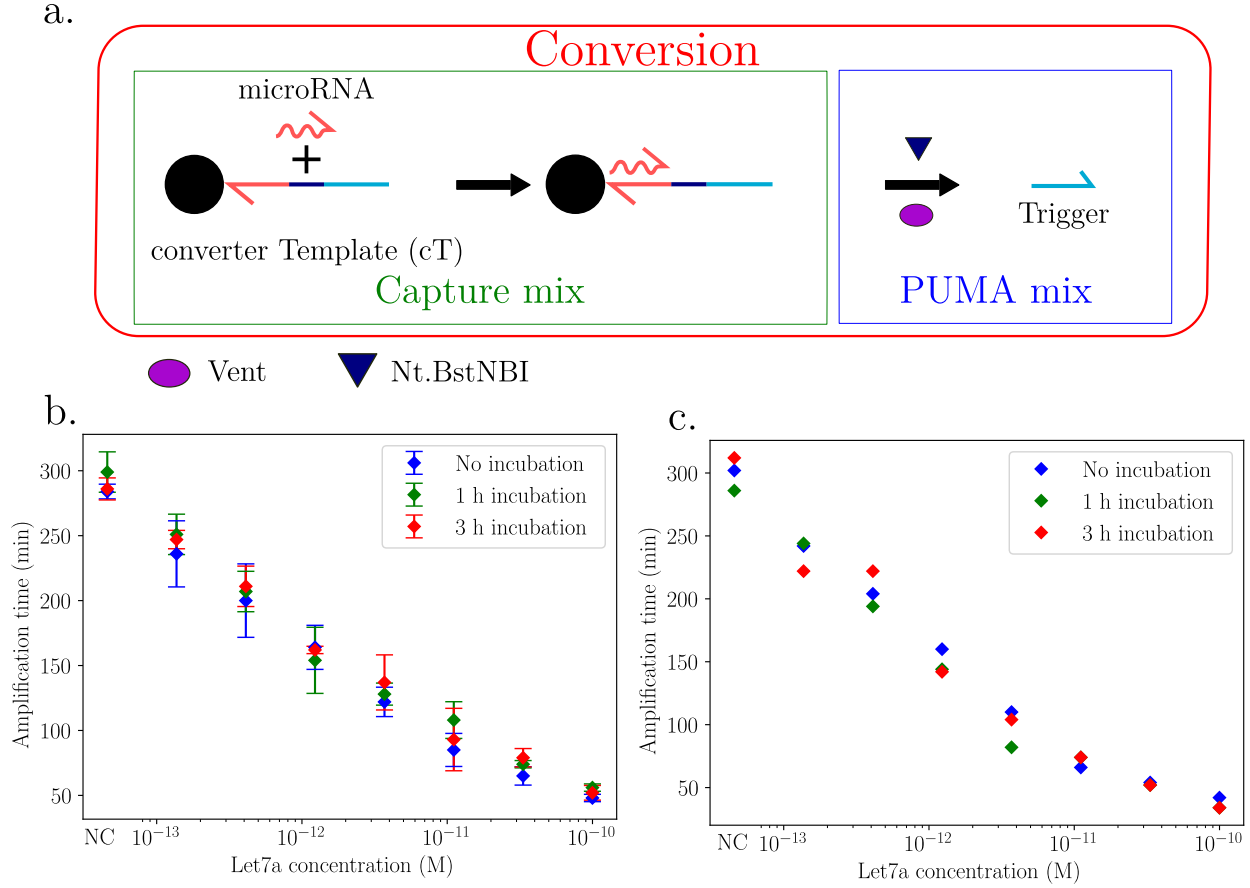 a.
Conversion
microRNA
+
converter Template (cT)
Capture mix
Trigger
PUMA mix
Vent
Nt.BstNBI
b.
300
250
200
150
100
50
Amplification time (min)
No incubation
1 h incubation
3 h incubation
NC 10⁻¹³ 10⁻¹² 10⁻¹¹ 10⁻¹⁰
Let7a concentration (M)
c.
300
250
200
150
100
50
Amplification time (min)
No incubation
1 h incubation
3 h incubation
NC 10⁻¹³ 10⁻¹² 10⁻¹¹ 10⁻¹⁰
Let7a concentration (M)